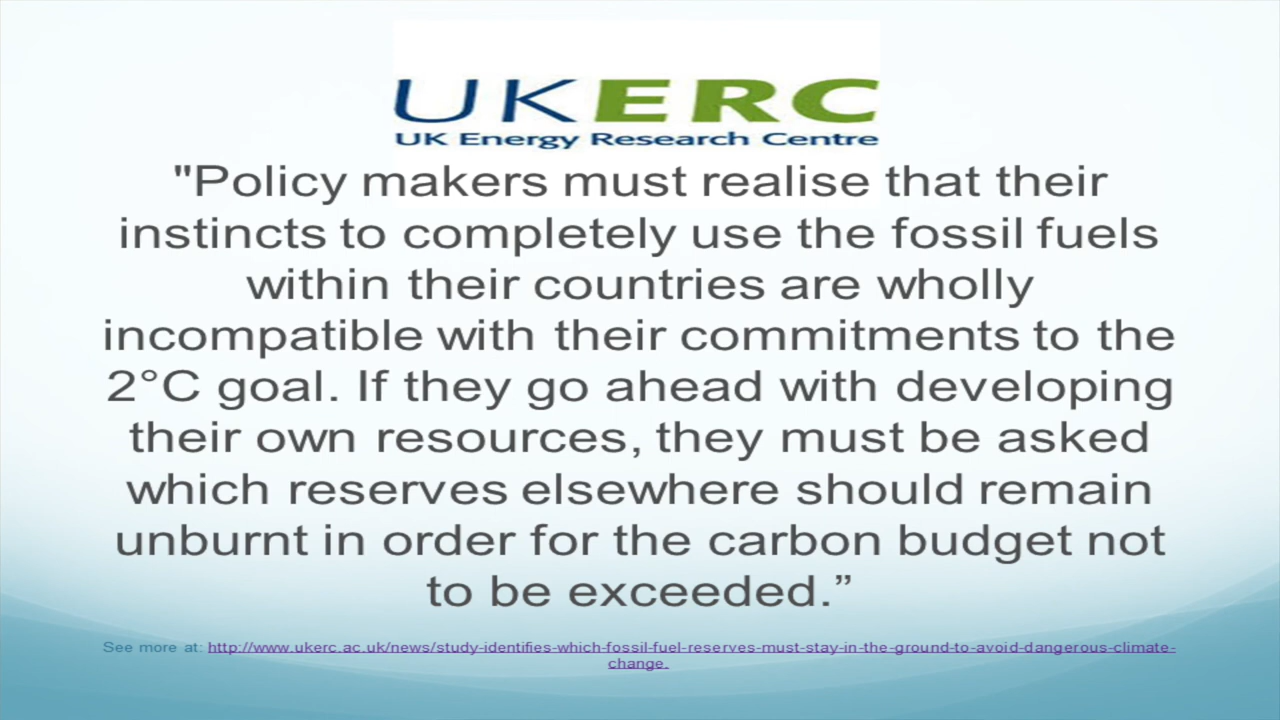 UKERC
UK Energy Research Centre
"Policy makers must realise that their
instincts to completely use the fossil fuels
within their countries are wholly
incompatible with their commitments to the
2°C goal. If they go ahead with developing
their own resources, they must be asked
which reserves elsewhere should remain
unburnt in order for the carbon budget not
to be exceeded.”
See more at: http://www.ukerc.ac.uk/news/study-identifies-which-fossil-fuel-reserves-must-stay-in-the-ground-to-avoid-dangerous-climate-
change.